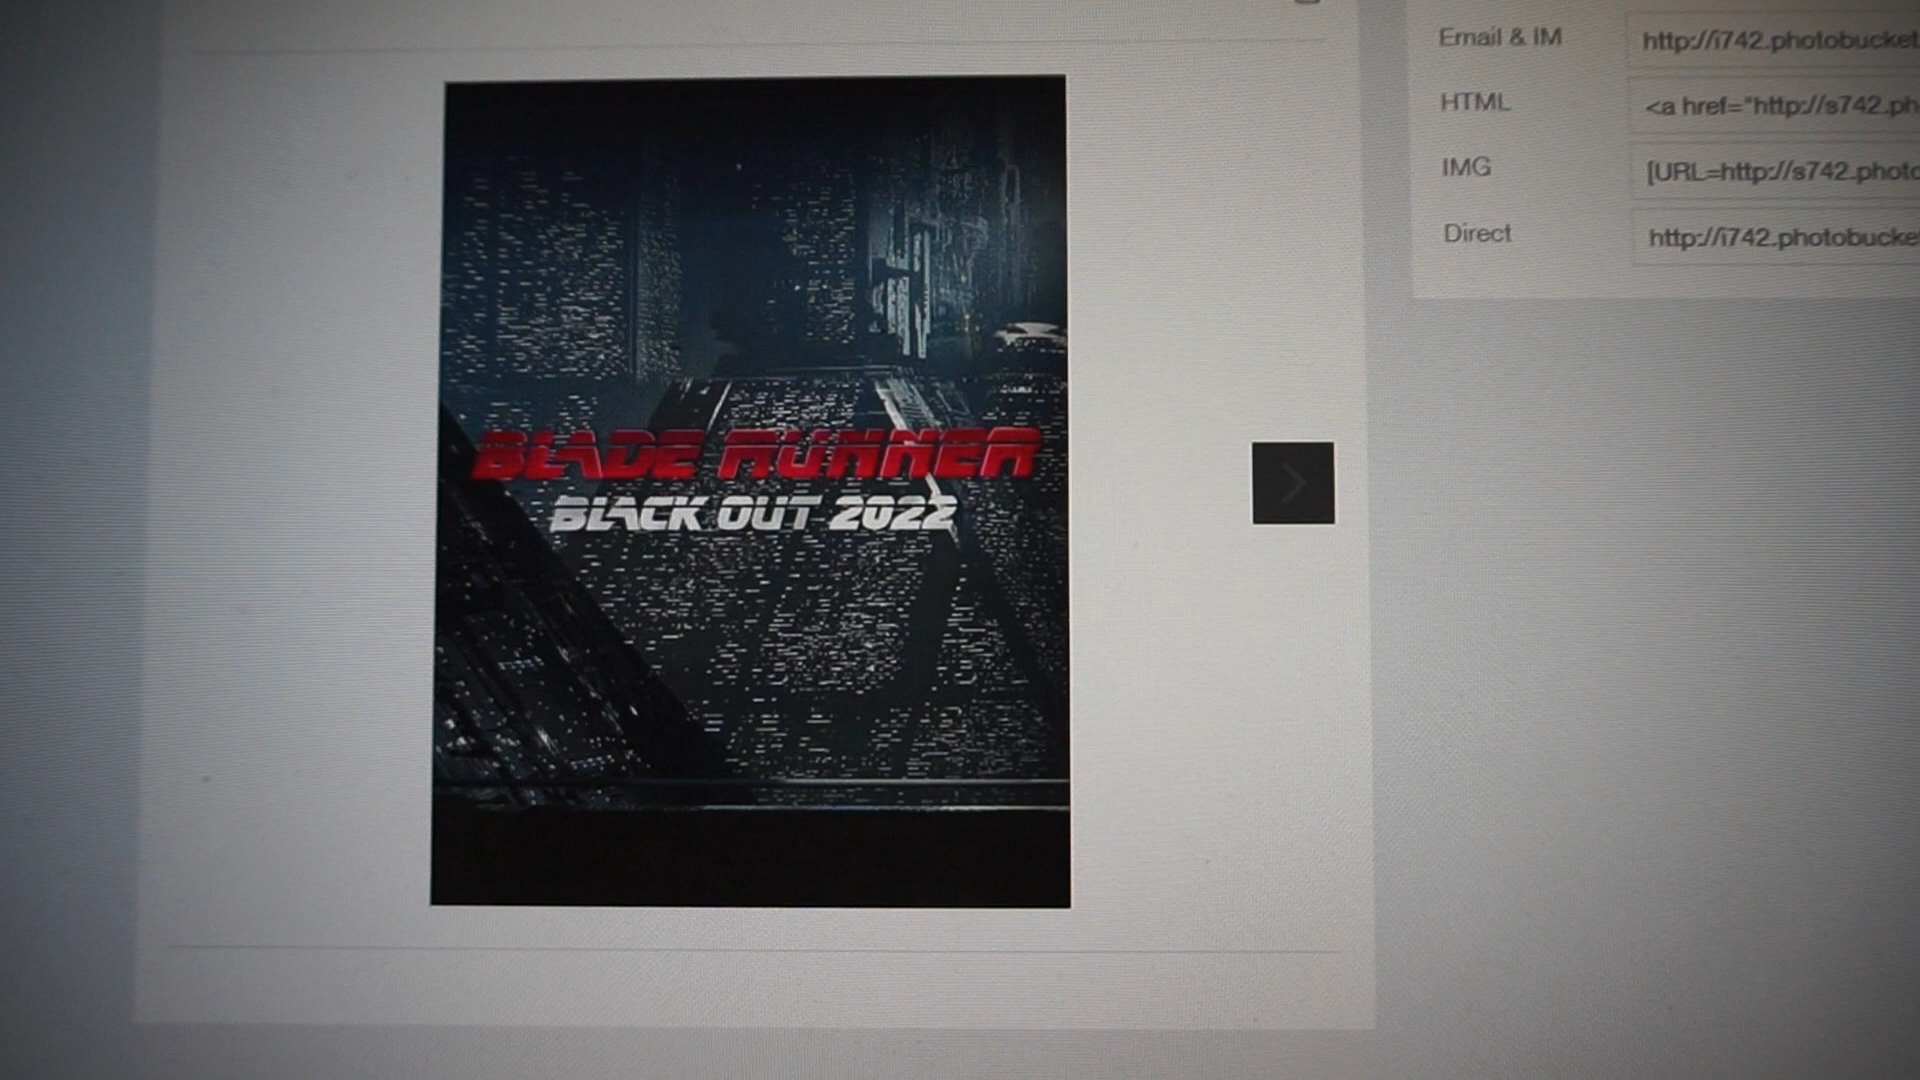 BLADE RUNNER
BLACK OUT 2022
Email & IM
http://i742.photobucket
HTML
<a href="http://s742.ph
IMG
[URL=http://s742.photo
Direct
http://i742.photobucke